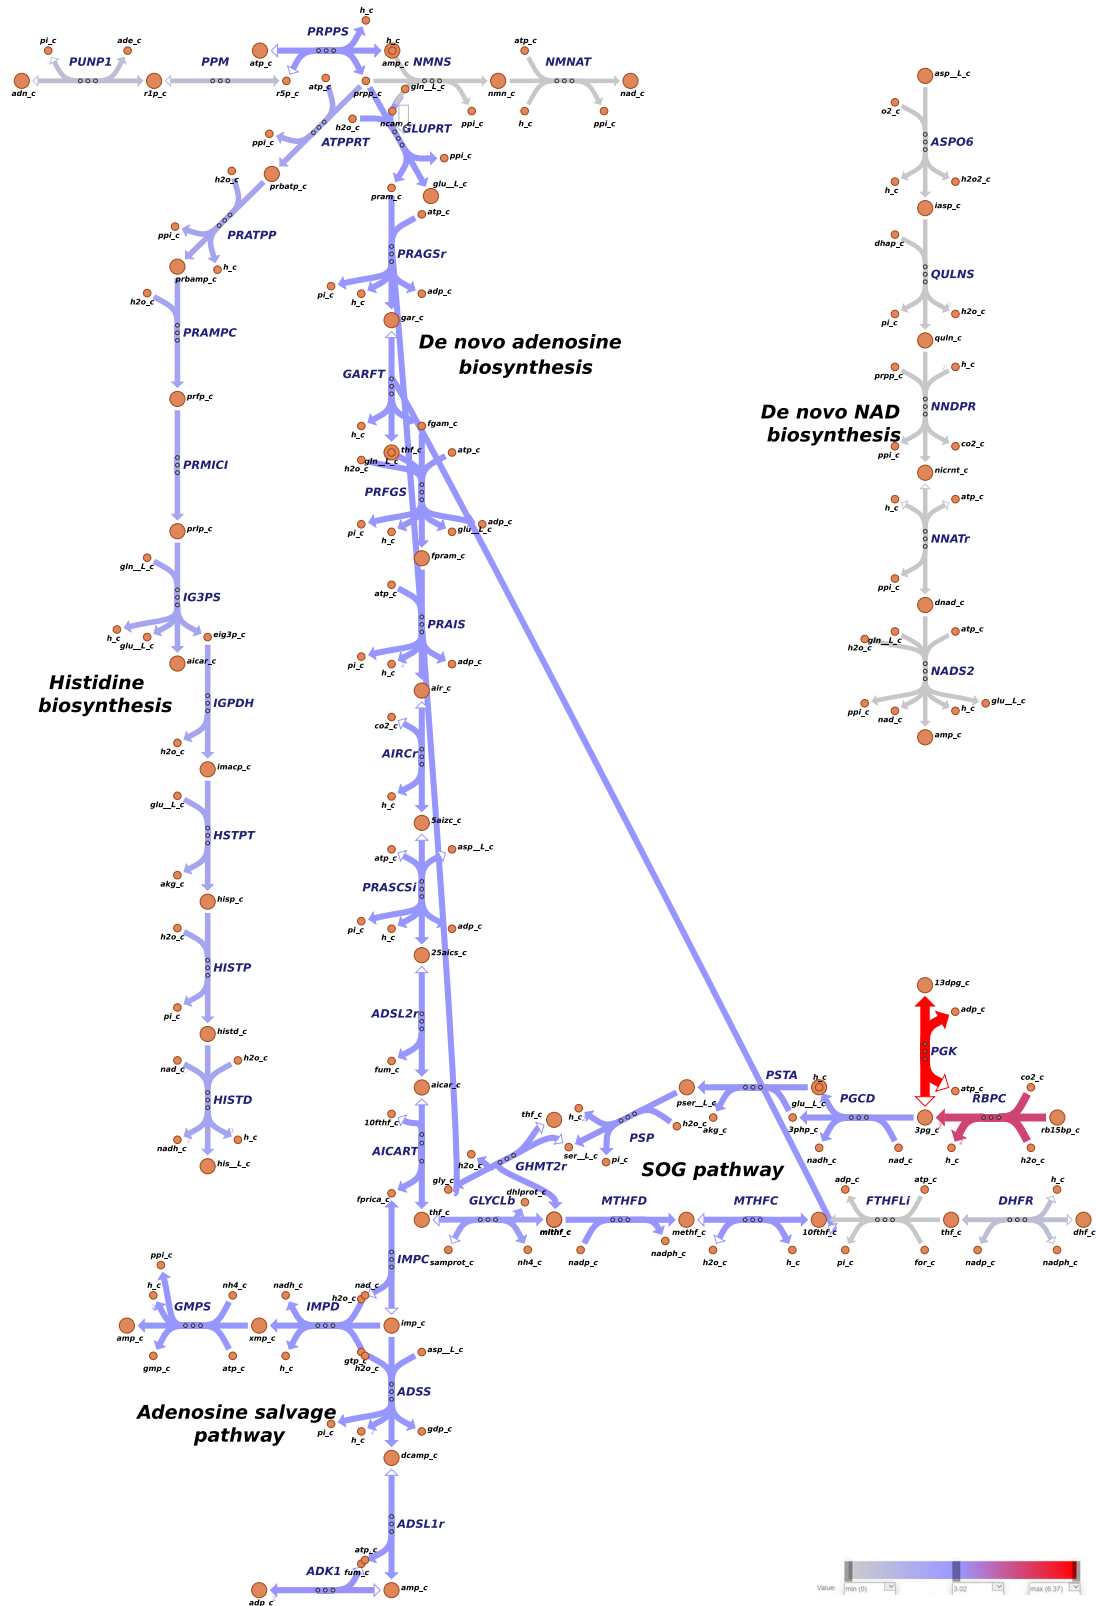 h_c
PRPPS
pi_c
ade_c
h_c
atp_c
PUNP1
PPM
atp_c
amp_c
NMNS
NMNAT
adn_c
r1p_c
r5p_c
atp_c
prpp_c
gln__L_c
nmn_c
nad_c
asp__L_c
o2_c
ppi_c
h2o_c
ncam_c
GLUPRT
ppi_c
h_c
ppi_c
ATPPRT
ASPO6
ppi_c
h2o_c
prbatp_c
glu__L_c
h_c
h2o2_c
pram_c
atp_c
iasp_c
ppi_c
PRATPP
dhap_c
PRAGSr
prbamp_c
h_c
QULNS
h2o_c
pi_c
h_c
adp_c
pi_c
h2o_c
gar_c
PRAMPC
De novo adenosine
biosynthesis
quln_c
GARFT
prpp_c
h_c
prfp_c
NNDPR
De novo NAD
biosynthesis
h_c
fgam_c
ppi_c
co2_c
thf_c
atp_c
PRMICI
h2o_c
gln__L_c
nicrnt_c
PRFGS
h_c
atp_c
prlp_c
pi_c
h_c
glu__L_c
adp_c
NNATr
gln__L_c
fpram_c
ppi_c
IG3PS
atp_c
dnad_c
h_c
glu__L_c
eig3p_c
PRAIS
gln__L_c
h2o_c
atp_c
aicar_c
pi_c
h_c
adp_c
NADS2
Histidine
biosynthesis
IGPDH
air_c
ppi_c
nad_c
h_c
glu__L_c
co2_c
h2o_c
AIRCr
amp_c
imacp_c
glu__L_c
h_c
5aizc_c
HSTPT
atp_c
asp__L_c
akg_c
PRASCSi
hisp_c
pi_c
h_c
adp_c
h2o_c
25aics_c
HISTP
13dpg_c
pi_c
ADSL2r
adp_c
histd_c
PGK
nad_c
h2o_c
fum_c
PSTA
h_c
atp_c
co2_c
HISTD
aicar_c
pser__L_c
glu__L_c
PGCD
RBPC
10fthf_c
thf_c
h_c
h2o_c
akg_c
3php_c
3pg_c
rb15bp_c
nadh_c
h_c
AICART
PSP
h2o_c
GHMT2r
ser__L_c
pi_c
nadh_c
nad_c
h_c
h2o_c
his__L_c
SOG pathway
gly_c
dhlprot_c
adp_c
atp_c
h_c
fprica_c
thf_c
GLYCLb
MTHFD
MTHFC
FTHFLi
DHFR
mlthf_c
methf_c
10fthf_c
thf_c
dhf_c
ppi_c
IMPC
samprot_c
nh4_c
nadp_c
nadph_c
h2o_c
h_c
pi_c
for_c
nadp_c
nadph_c
h_c
nh4_c
nadh_c
nad_c
h2o_c
GMPS
IMPD
amp_c
xmp_c
imp_c
gmp_c
atp_c
h_c
gtp_c
h2o_c
asp__L_c
ADSS
Adenosine salvage
pathway
pi_c
h_c
gdp_c
dcamp_c
ADSL1r
atp_c
ADK1
fum_c
adp_c
amp_c
Value:
min (0)
3.02
max (6.37)